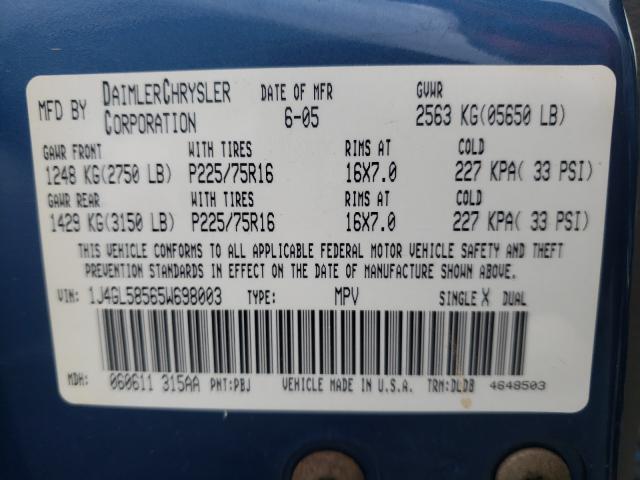 MFD BY DAIMLERCHRYSLER CORPORATION DATE OF MFR 6-05 GVWR 2563 KG(05650 LB)
GAWR FRONT WITH TIRES RIMS AT COLD
1248 KG(2750 LB) P225/75R16 16X7.0 227 KPA( 33 PSI)
GAWR REAR WITH TIRES RIMS AT COLD
1429 KG(3150 LB) P225/75R16 16X7.0 227 KPA( 33 PSI)
THIS VEHICLE CONFORMS TO ALL APPLICABLE FEDERAL MOTOR VEHICLE SAFETY AND THEFT
PREVENTION STANDARDS IN EFFECT ON THE DATE OF MANUFACTURE SHOWN ABOVE.
VIN: 1J4GL58565W698003 TYPE: MPV SINGLE X DUAL
MDH: 060611 315AA PNT:PBJ VEHICLE MADE IN U.S.A. TRM:DLDB 4648503